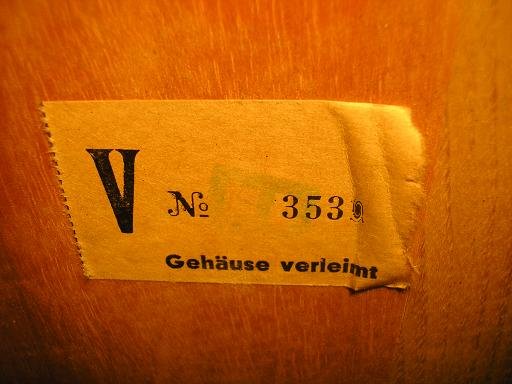 V № 353
Gehäuse verleimt